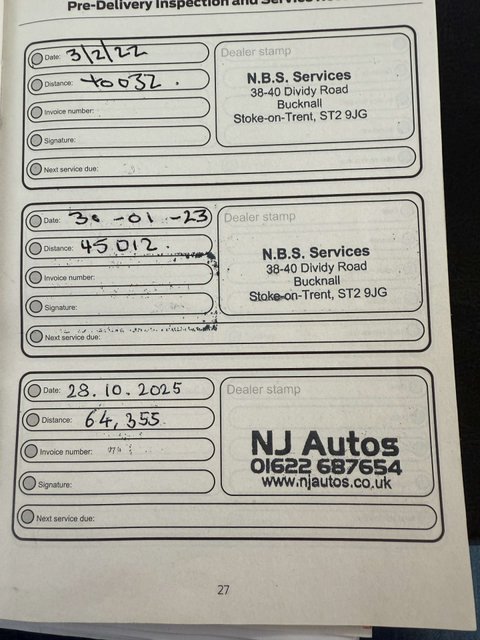 Pre-Delivery Inspection and Service
Date: 3/2/22
Distance: 40032.
Invoice number:
Signature:
Next service due:
Dealer stamp
N.B.S. Services
38-40 Dividy Road
Bucknall
Stoke-on-Trent, ST2 9JG
Date: 30-01-23
Distance: 45012.
Invoice number:
Signature:
Next service due:
Dealer stamp
N.B.S. Services
38-40 Dividy Road
Bucknall
Stoke-on-Trent, ST2 9JG
Date: 28.10.2025
Distance: 64,355
Invoice number:
Signature:
Next service due:
Dealer stamp
NJ Autos
01622 687654
www.njautos.co.uk
27